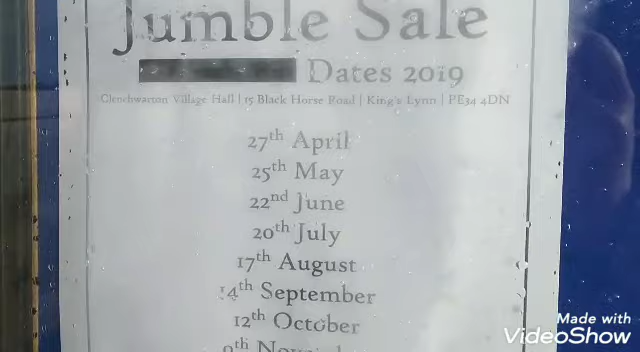 Jumble Sale
Dates 2019
Clenchwarton Village Hall | 15 Black Horse Road | King's Lynn | PE34 4DN
27th April
25th May
22nd June
20th July
17th August
14th September
12th October
9th
Made with
VideoShow